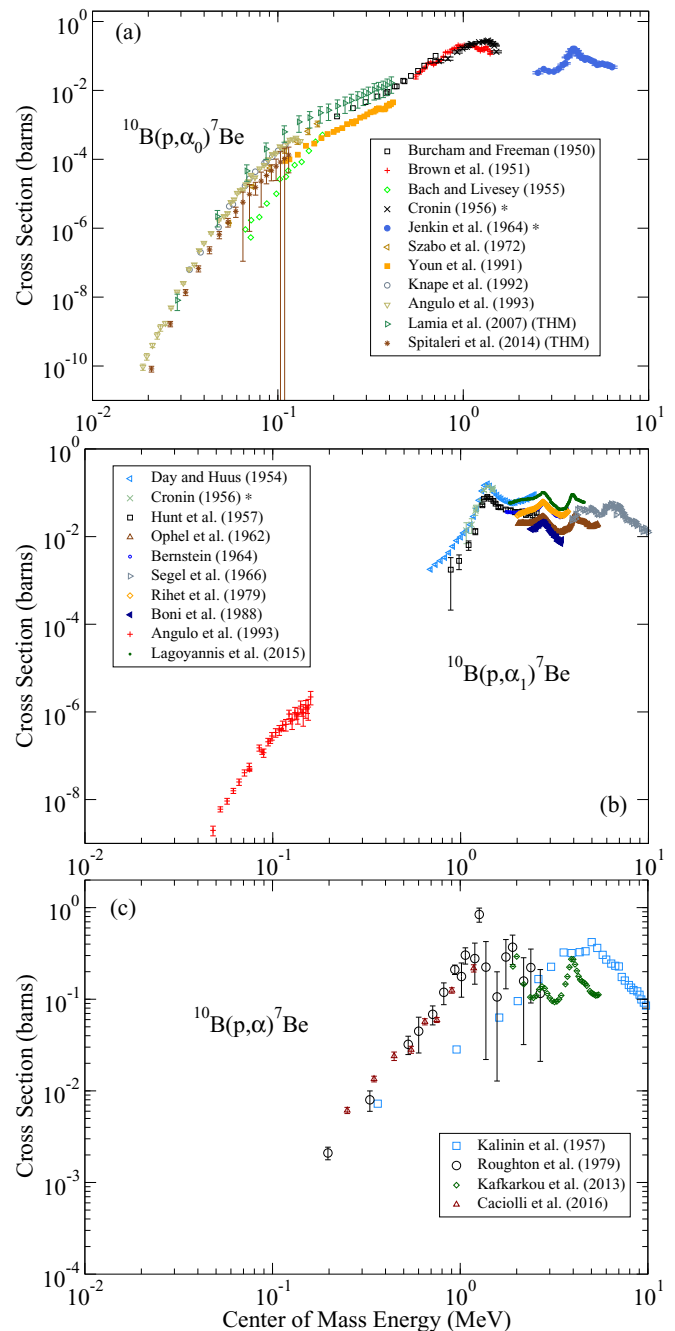 (a)
10^0
10^-2
10^-4
10^-6
10^-8
10^-10
Cross Section (barns)
^10B(p,α_0)^7Be
Burcham and Freeman (1950)
Brown et al. (1951)
Bach and Livesey (1955)
Cronin (1956) *
Jenkin et al. (1964) *
Szabo et al. (1972)
Youn et al. (1991)
Knape et al. (1992)
Angulo et al. (1993)
Lamia et al. (2007) (THM)
Spitaleri et al. (2014) (THM)
10^-2 10^-1 10^0 10^1
10^0
10^-2
10^-4
10^-6
10^-8
Cross Section (barns)
Day and Huus (1954)
Cronin (1956) *
Hunt et al. (1957)
Ophel et al. (1962)
Bernstein (1964)
Segel et al. (1966)
Rihet et al. (1979)
Boni et al. (1988)
Angulo et al. (1993)
Lagoyannis et al. (2015)
^10B(p,α_1)^7Be
(b)
10^-2 10^-1 10^0 10^1
(c)
10^0
10^-1
10^-2
10^-3
10^-4
Cross Section (barns)
^10B(p,α)^7Be
Kalinin et al. (1957)
Roughton et al. (1979)
Kafkarkou et al. (2013)
Caciolli et al. (2016)
10^-2 10^-1 10^0 10^1
Center of Mass Energy (MeV)